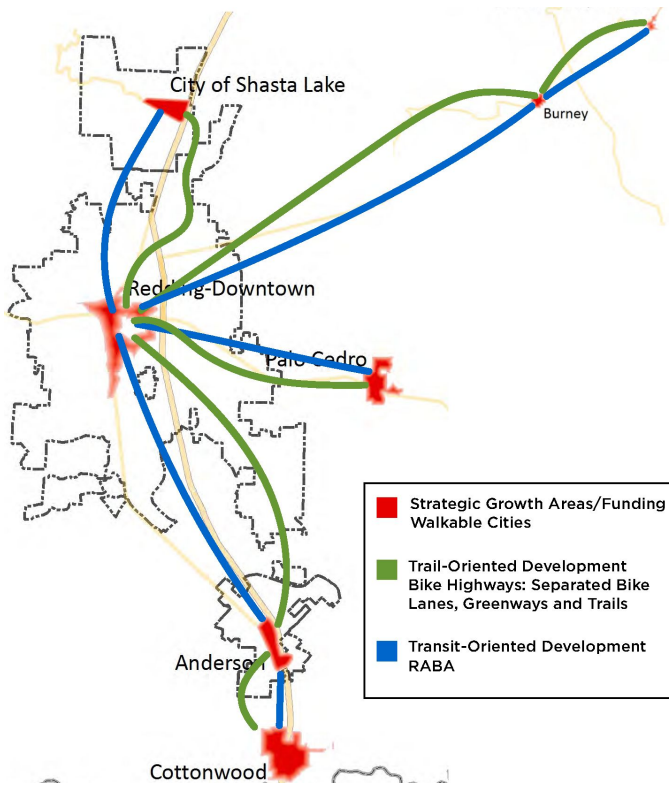 City of Shasta Lake
Burney
Redding-Downtown
Palo Cedro
Strategic Growth Areas/Funding
Walkable Cities
Trail-Oriented Development
Bike Highways: Separated Bike
Lanes, Greenways and Trails
Transit-Oriented Development
RABA
Anderson
Cottonwood